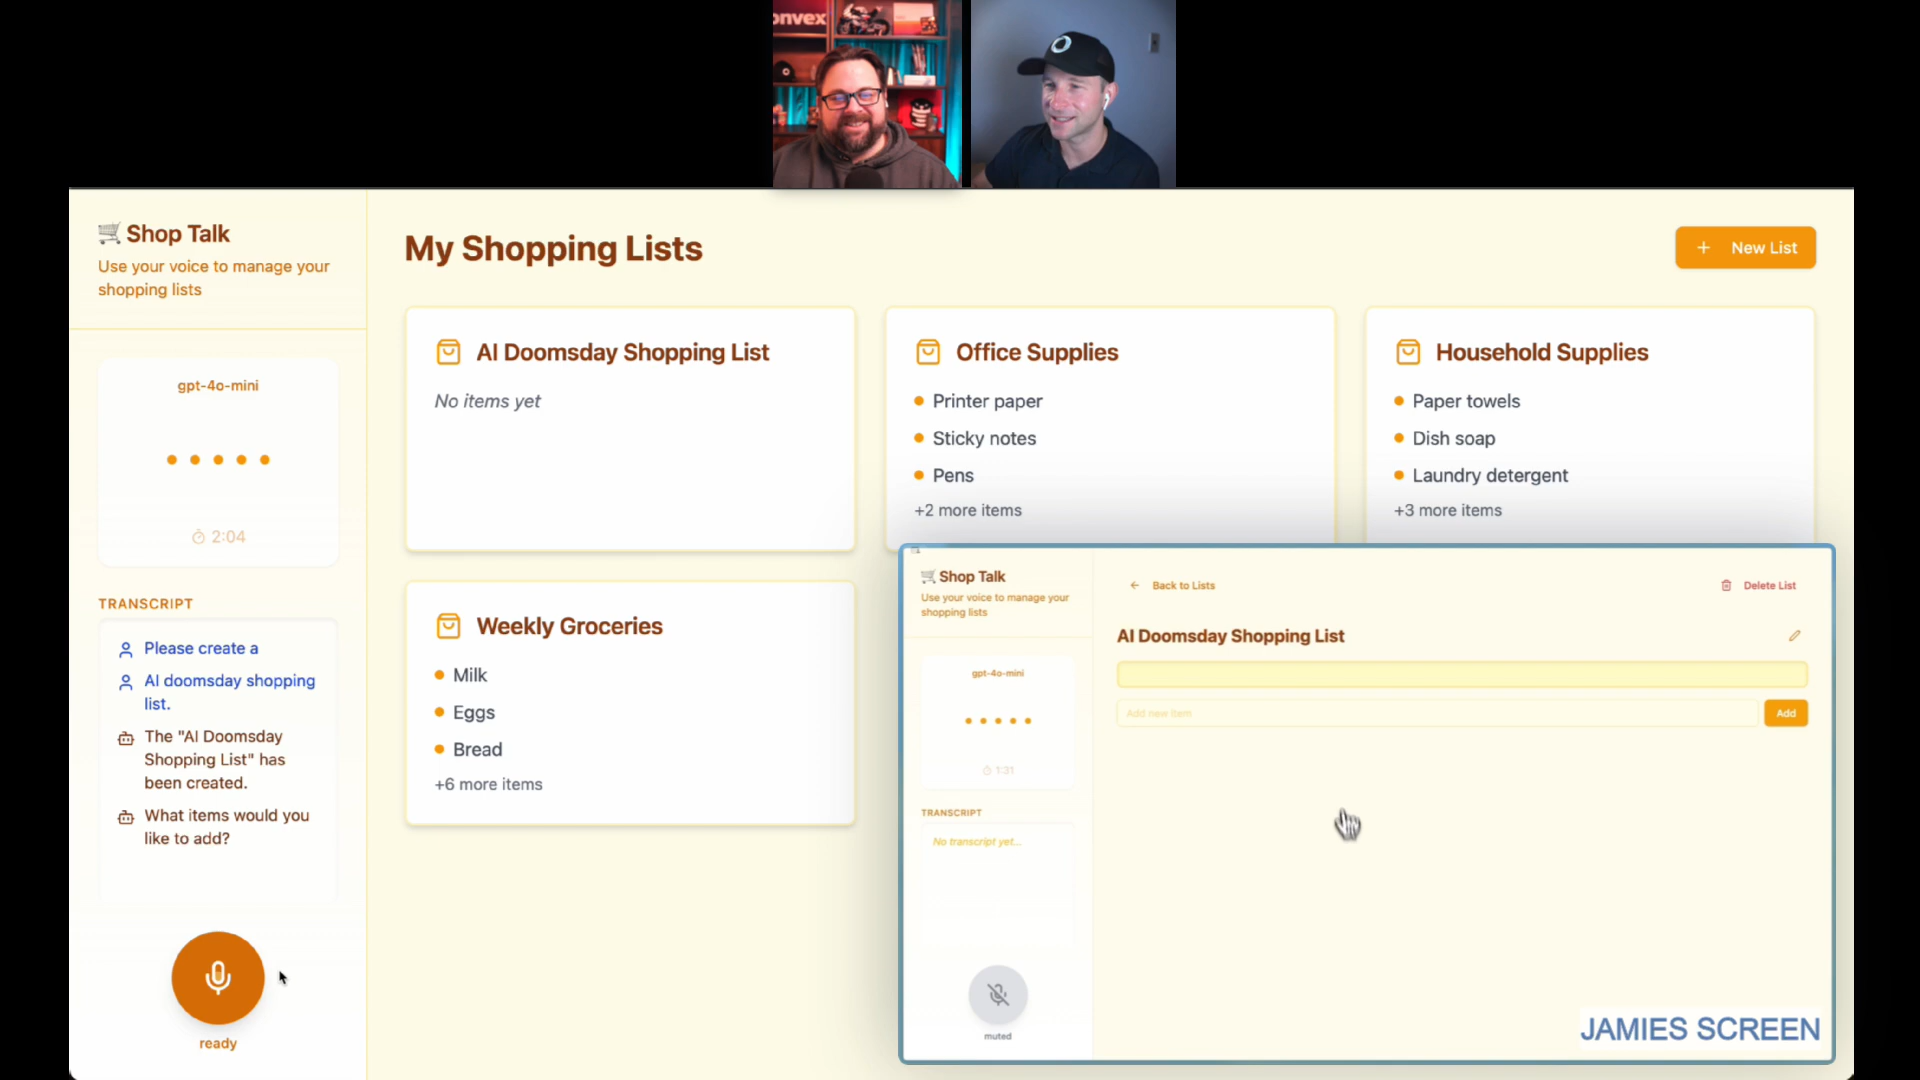 onvex
Shop Talk
Use your voice to manage your
shopping lists
gpt-4o-mini
2:04
TRANSCRIPT
Please create a
AI doomsday shopping
list.
The "AI Doomsday
Shopping List" has
been created.
What items would you
like to add?
ready
My Shopping Lists
+ New List
AI Doomsday Shopping List
No items yet
Office Supplies
Printer paper
Sticky notes
Pens
+2 more items
Household Supplies
Paper towels
Dish soap
Laundry detergent
+3 more items
Weekly Groceries
Milk
Eggs
Bread
+6 more items
Shop Talk
Use your voice to manage your
shopping lists
gpt-4o-mini
1:31
TRANSCRIPT
No transcript yet...
muted
Back to Lists
Delete List
AI Doomsday Shopping List
Add new item
Add
JAMIES SCREEN